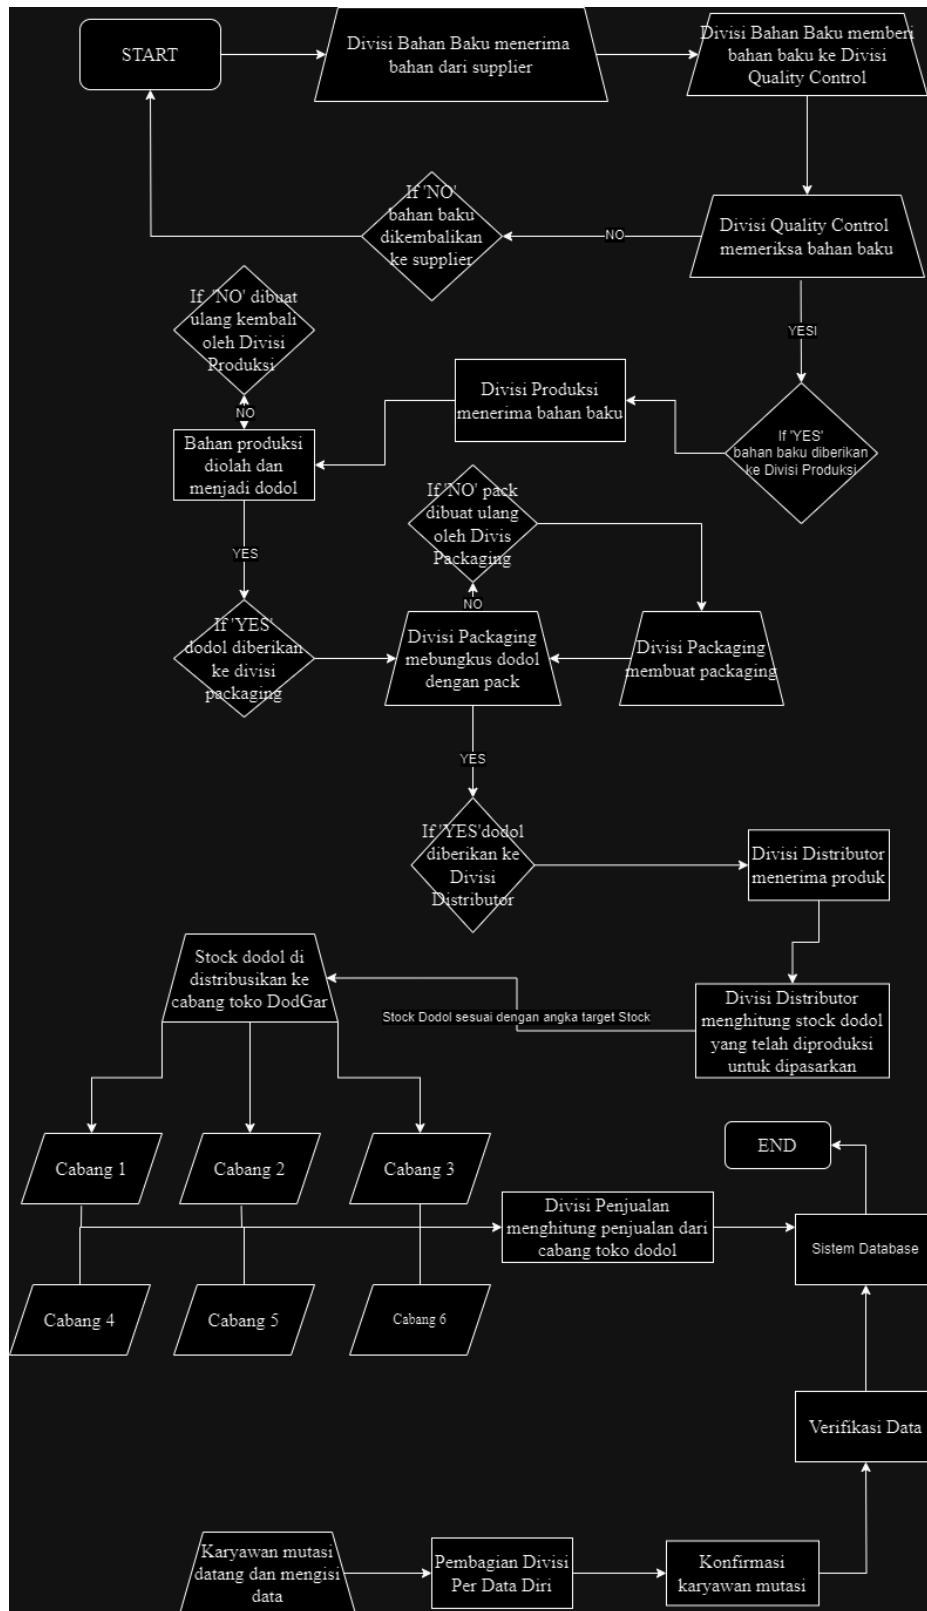 START
Divisi Bahan Baku menerima
bahan dari supplier
Divisi Bahan Baku memberi
bahan baku ke Divisi
Quality Control
If 'NO'
bahan baku
dikembalikan
ke supplier
NO
Divisi Quality Control
memeriksa bahan baku
If 'NO' dibuat
ulang kembali
oleh Divisi
Produksi
YESI
NO
Divisi Produksi
menerima bahan baku
If 'YES'
bahan baku diberikan
ke Divisi Produksi
Bahan produksi
diolah dan
menjadi dodol
If 'NO' pack
dibuat ulang
oleh Divis
Packaging
YES
NO
If 'YES'
dodol diberikan
ke divisi
packaging
Divisi Packaging
mebungkus dodol
dengan pack
Divisi Packaging
membuat packaging
YES
If 'YES'dodol
diberikan ke
Divisi
Distributor
Divisi Distributor
menerima produk
Stock dodol di
distribusikan ke
cabang toko DodGar
Stock Dodol sesuai dengan angka target Stock
Divisi Distributor
menghitung stock dodol
yang telah diproduksi
untuk dipasarkan
Cabang 1
Cabang 2
Cabang 3
END
Divisi Penjualan
menghitung penjualan dari
cabang toko dodol
Sistem Database
Cabang 4
Cabang 5
Cabang 6
Verifikasi Data
Karyawan mutasi
datang dan mengisi
data
Pembagian Divisi
Per Data Diri
Konfirmasi
karyawan mutasi